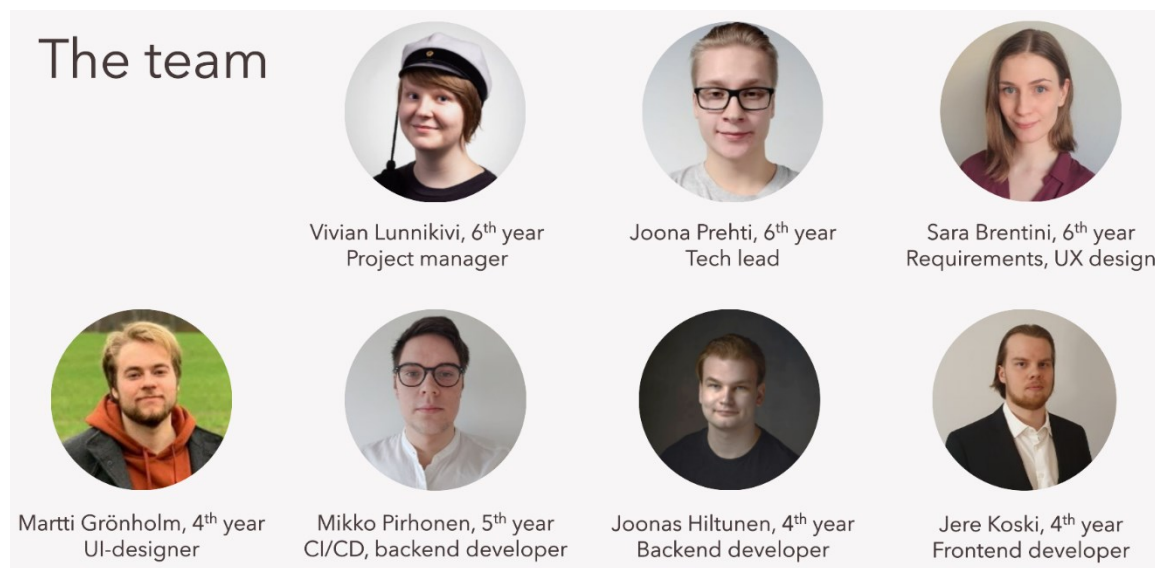 The team
Vivian Lunnikivi, 6th year
Project manager
Joona Prehti, 6th year
Tech lead
Sara Brentini, 6th year
Requirements, UX design
Martti Grönholm, 4th year
UI-designer
Mikko Pirhonen, 5th year
CI/CD, backend developer
Joonas Hiltunen, 4th year
Backend developer
Jere Koski, 4th year
Frontend developer